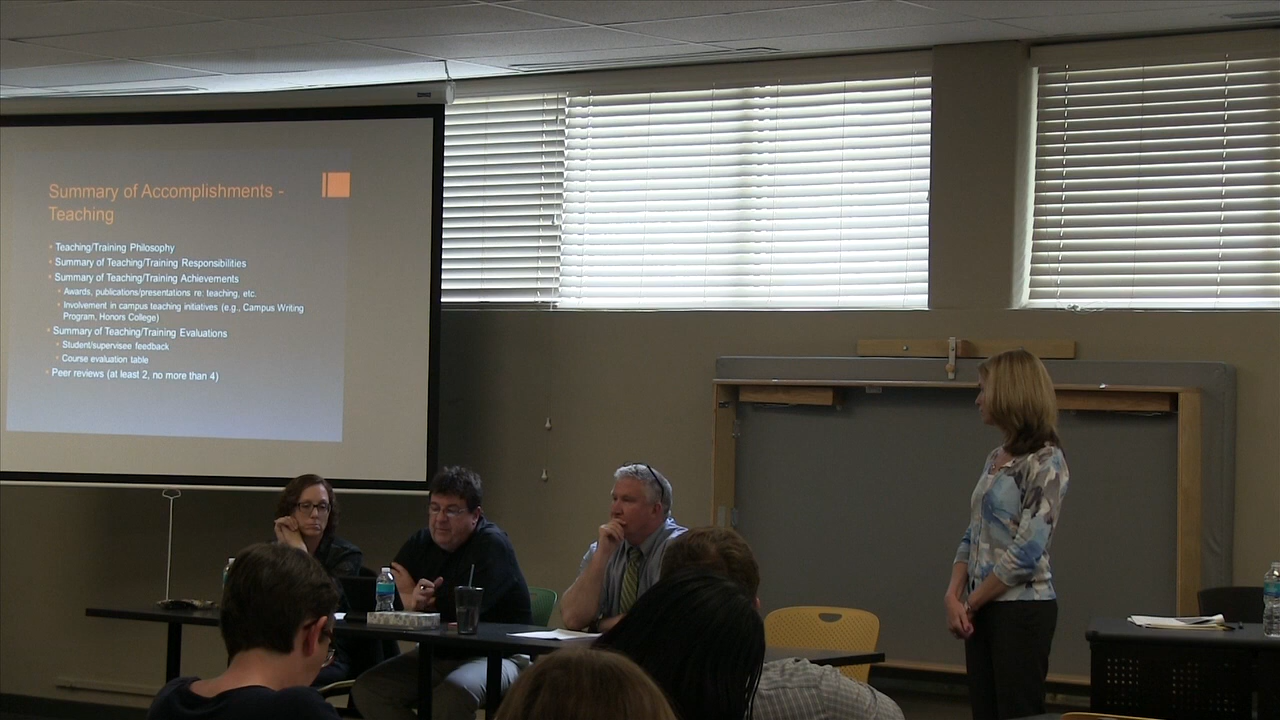 Summary of Accomplishments -
Teaching
Teaching/Training Philosophy
Summary of Teaching/Training Responsibilities
Summary of Teaching/Training Achievements
Awards, publications/presentations re: teaching, etc.
Involvement in campus teaching initiatives (e.g., Campus Writing
Program, Honors College)
Summary of Teaching/Training Evaluations
Student/supervisee feedback
Course evaluation table
Peer reviews (at least 2, no more than 4)